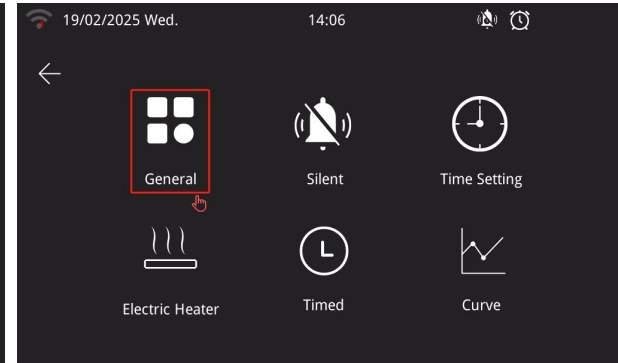 19/02/2025 Wed. 14:06
General Silent Time Setting
Electric Heater Timed Curve